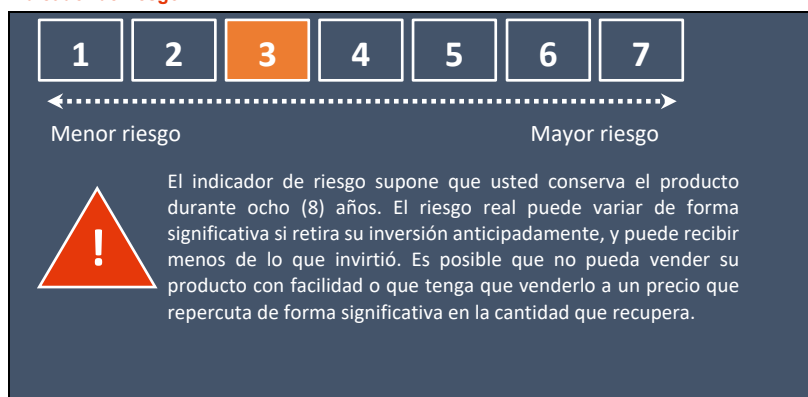 1 2 3 4 5 6 7
Menor riesgo Mayor riesgo
El indicador de riesgo supone que usted conserva el producto
durante ocho (8) años. El riesgo real puede variar de forma
significativa si retira su inversión anticipadamente, y puede recibir
menos de lo que invirtió. Es posible que no pueda vender su
producto con facilidad o que tenga que venderlo a un precio que
repercuta de forma significativa en la cantidad que recupera.
!